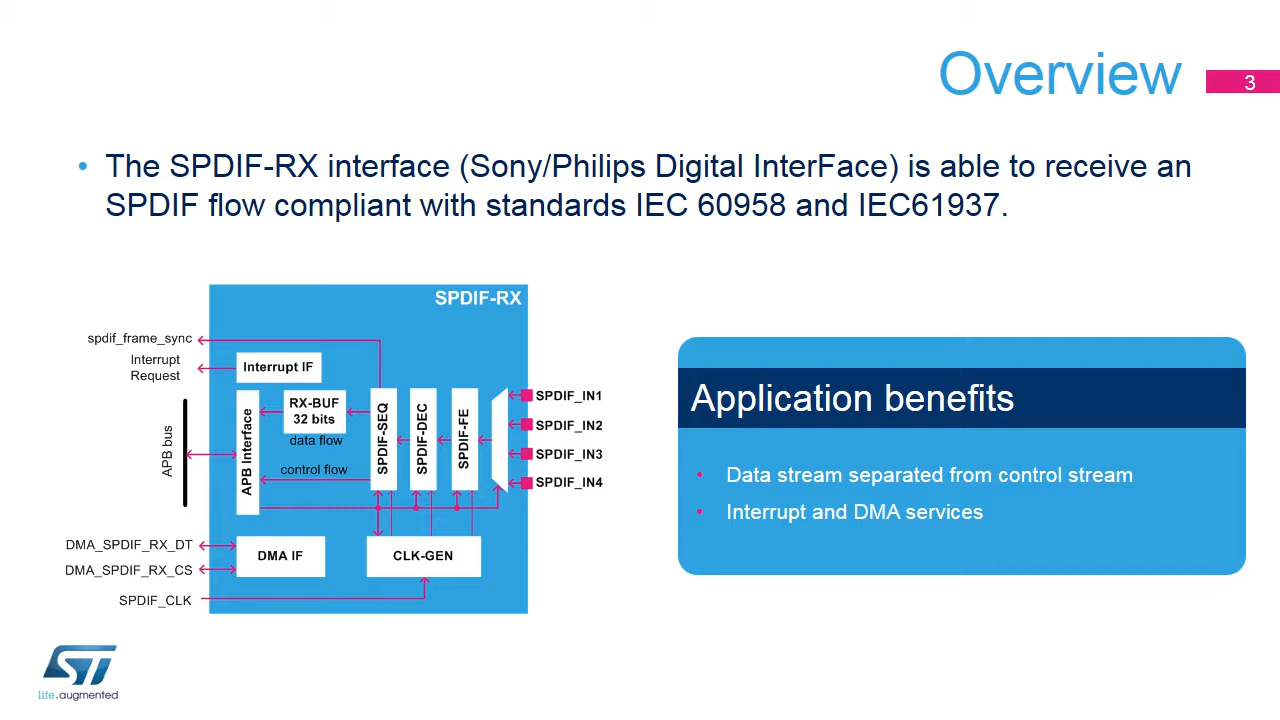 Overview
3
• The SPDIF-RX interface (Sony/Philips Digital InterFace) is able to receive an
SPDIF flow compliant with standards IEC 60958 and IEC61937.
SPDIF-RX
spdif_frame_sync
Interrupt
Request
Interrupt IF
APB bus
APB Interface
RX-BUF
32 bits
data flow
control flow
SPDIF-SEQ
SPDIF-DEC
SPDIF-FE
SPDIF_IN1
SPDIF_IN2
SPDIF_IN3
SPDIF_IN4
DMA_SPDIF_RX_DT
DMA_SPDIF_RX_CS
DMA IF
CLK-GEN
SPDIF_CLK
Application benefits
• Data stream separated from control stream
• Interrupt and DMA services
ST
life.augmented